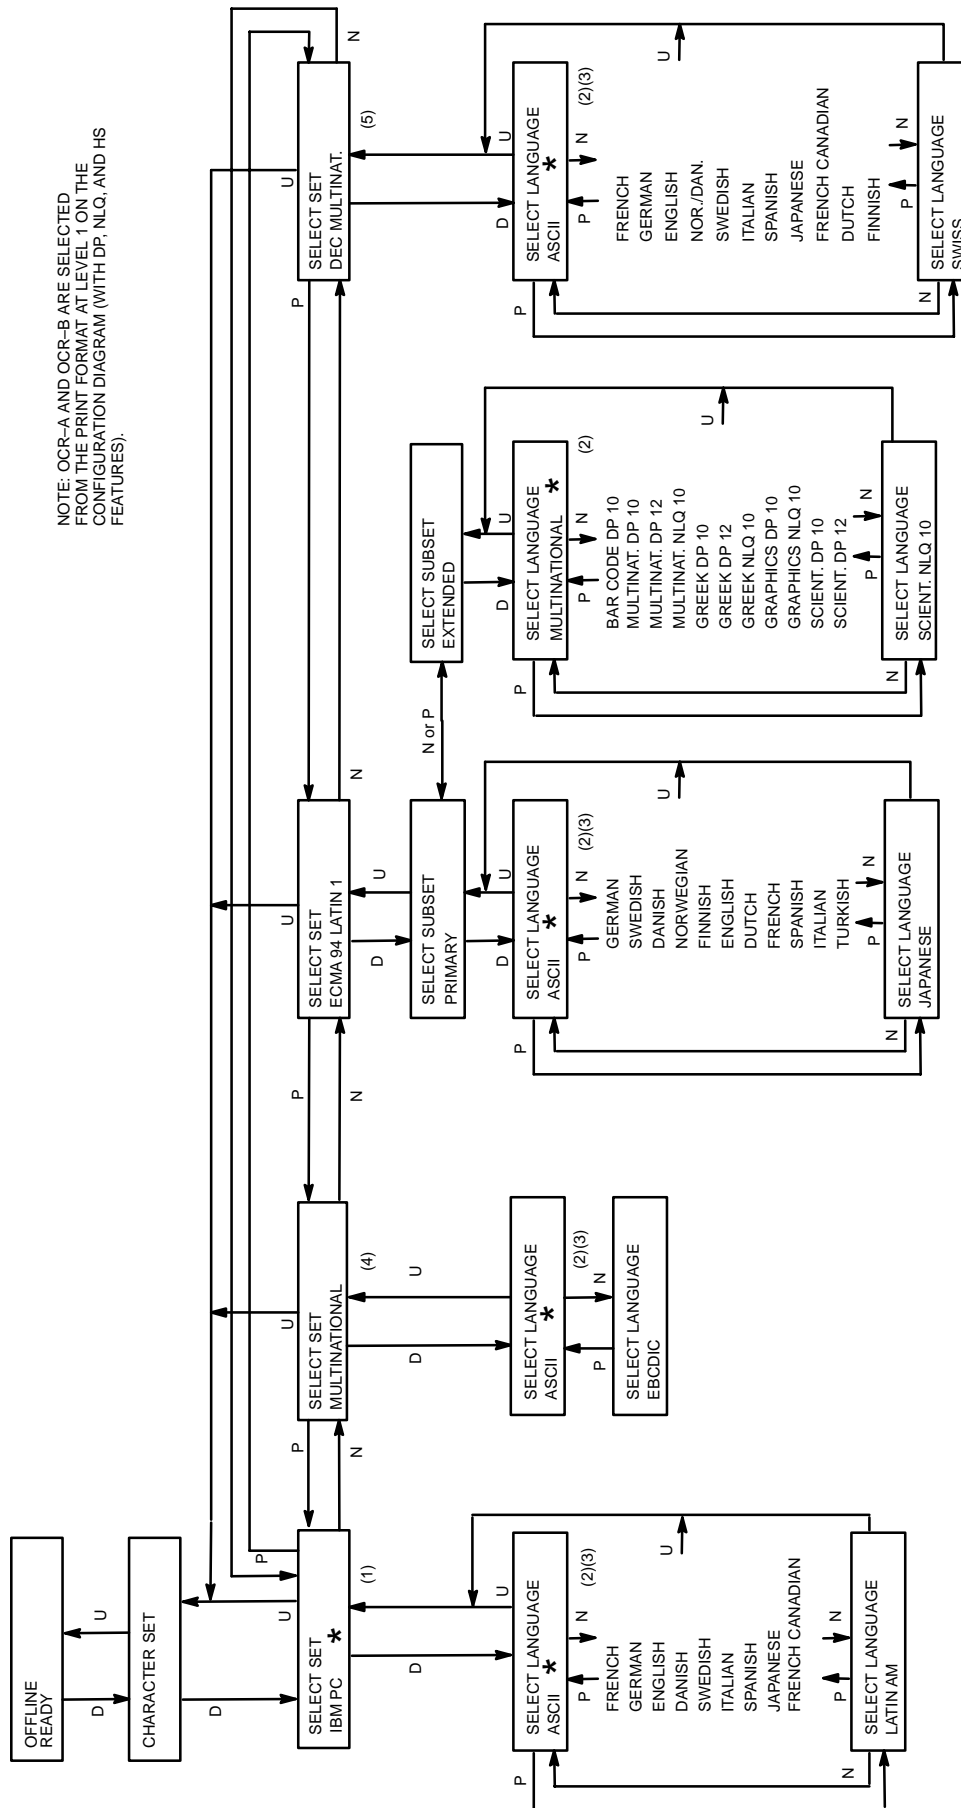 OFFLINE
READY
D
U
CHARACTER SET
D
NOTE: OCR–A AND OCR–B ARE SELECTED
FROM THE PRINT FORMAT AT LEVEL 1 ON THE
CONFIGURATION DIAGRAM (WITH DP, NLQ, AND HS
FEATURES).
P
U
U
U
U
SELECT SET
IBM PC *
(1)
P
N
SELECT SET
MULTINATIONAL
(4)
P
N
SELECT SET
ECMA 94 LATIN 1
P
N
SELECT SET
DEC MULTINAT.
(5)
N
D
U
SELECT LANGUAGE
ASCII *
(2)(3)
P
N
P
FRENCH
GERMAN
ENGLISH
DANISH
SWEDISH
ITALIAN
SPANISH
JAPANESE
FRENCH CANADIAN
U
P
N
SELECT LANGUAGE
LATIN AM
N
D
U
SELECT LANGUAGE
ASCII *
(2)(3)
P
N
SELECT LANGUAGE
EBCDIC
D
U
SELECT SUBSET
PRIMARY
N or P
SELECT SUBSET
EXTENDED
D
U
SELECT LANGUAGE
ASCII *
(2)(3)
P
N
P
GERMAN
SWEDISH
DANISH
NORWEGIAN
FINNISH
ENGLISH
DUTCH
FRENCH
SPANISH
ITALIAN
TURKISH
U
P
N
SELECT LANGUAGE
JAPANESE
N
D
U
SELECT LANGUAGE
MULTINATIONAL *
(2)
P
N
P
BAR CODE DP 10
MULTINAT. DP 10
MULTINAT. DP 12
MULTINAT. NLQ 10
GREEK DP 10
GREEK DP 12
GREEK NLQ 10
GRAPHICS DP 10
GRAPHICS NLQ 10
SCIENT. DP 10
SCIENT. DP 12
U
P
N
SELECT LANGUAGE
SCIENT. NLQ 10
N
D
U
SELECT LANGUAGE
ASCII *
(2)(3)
P
N
P
FRENCH
GERMAN
ENGLISH
NOR./DAN.
SWEDISH
ITALIAN
SPANISH
JAPANESE
FRENCH CANADIAN
DUTCH
FINNISH
U
P
N
SELECT LANGUAGE
SWISS
N